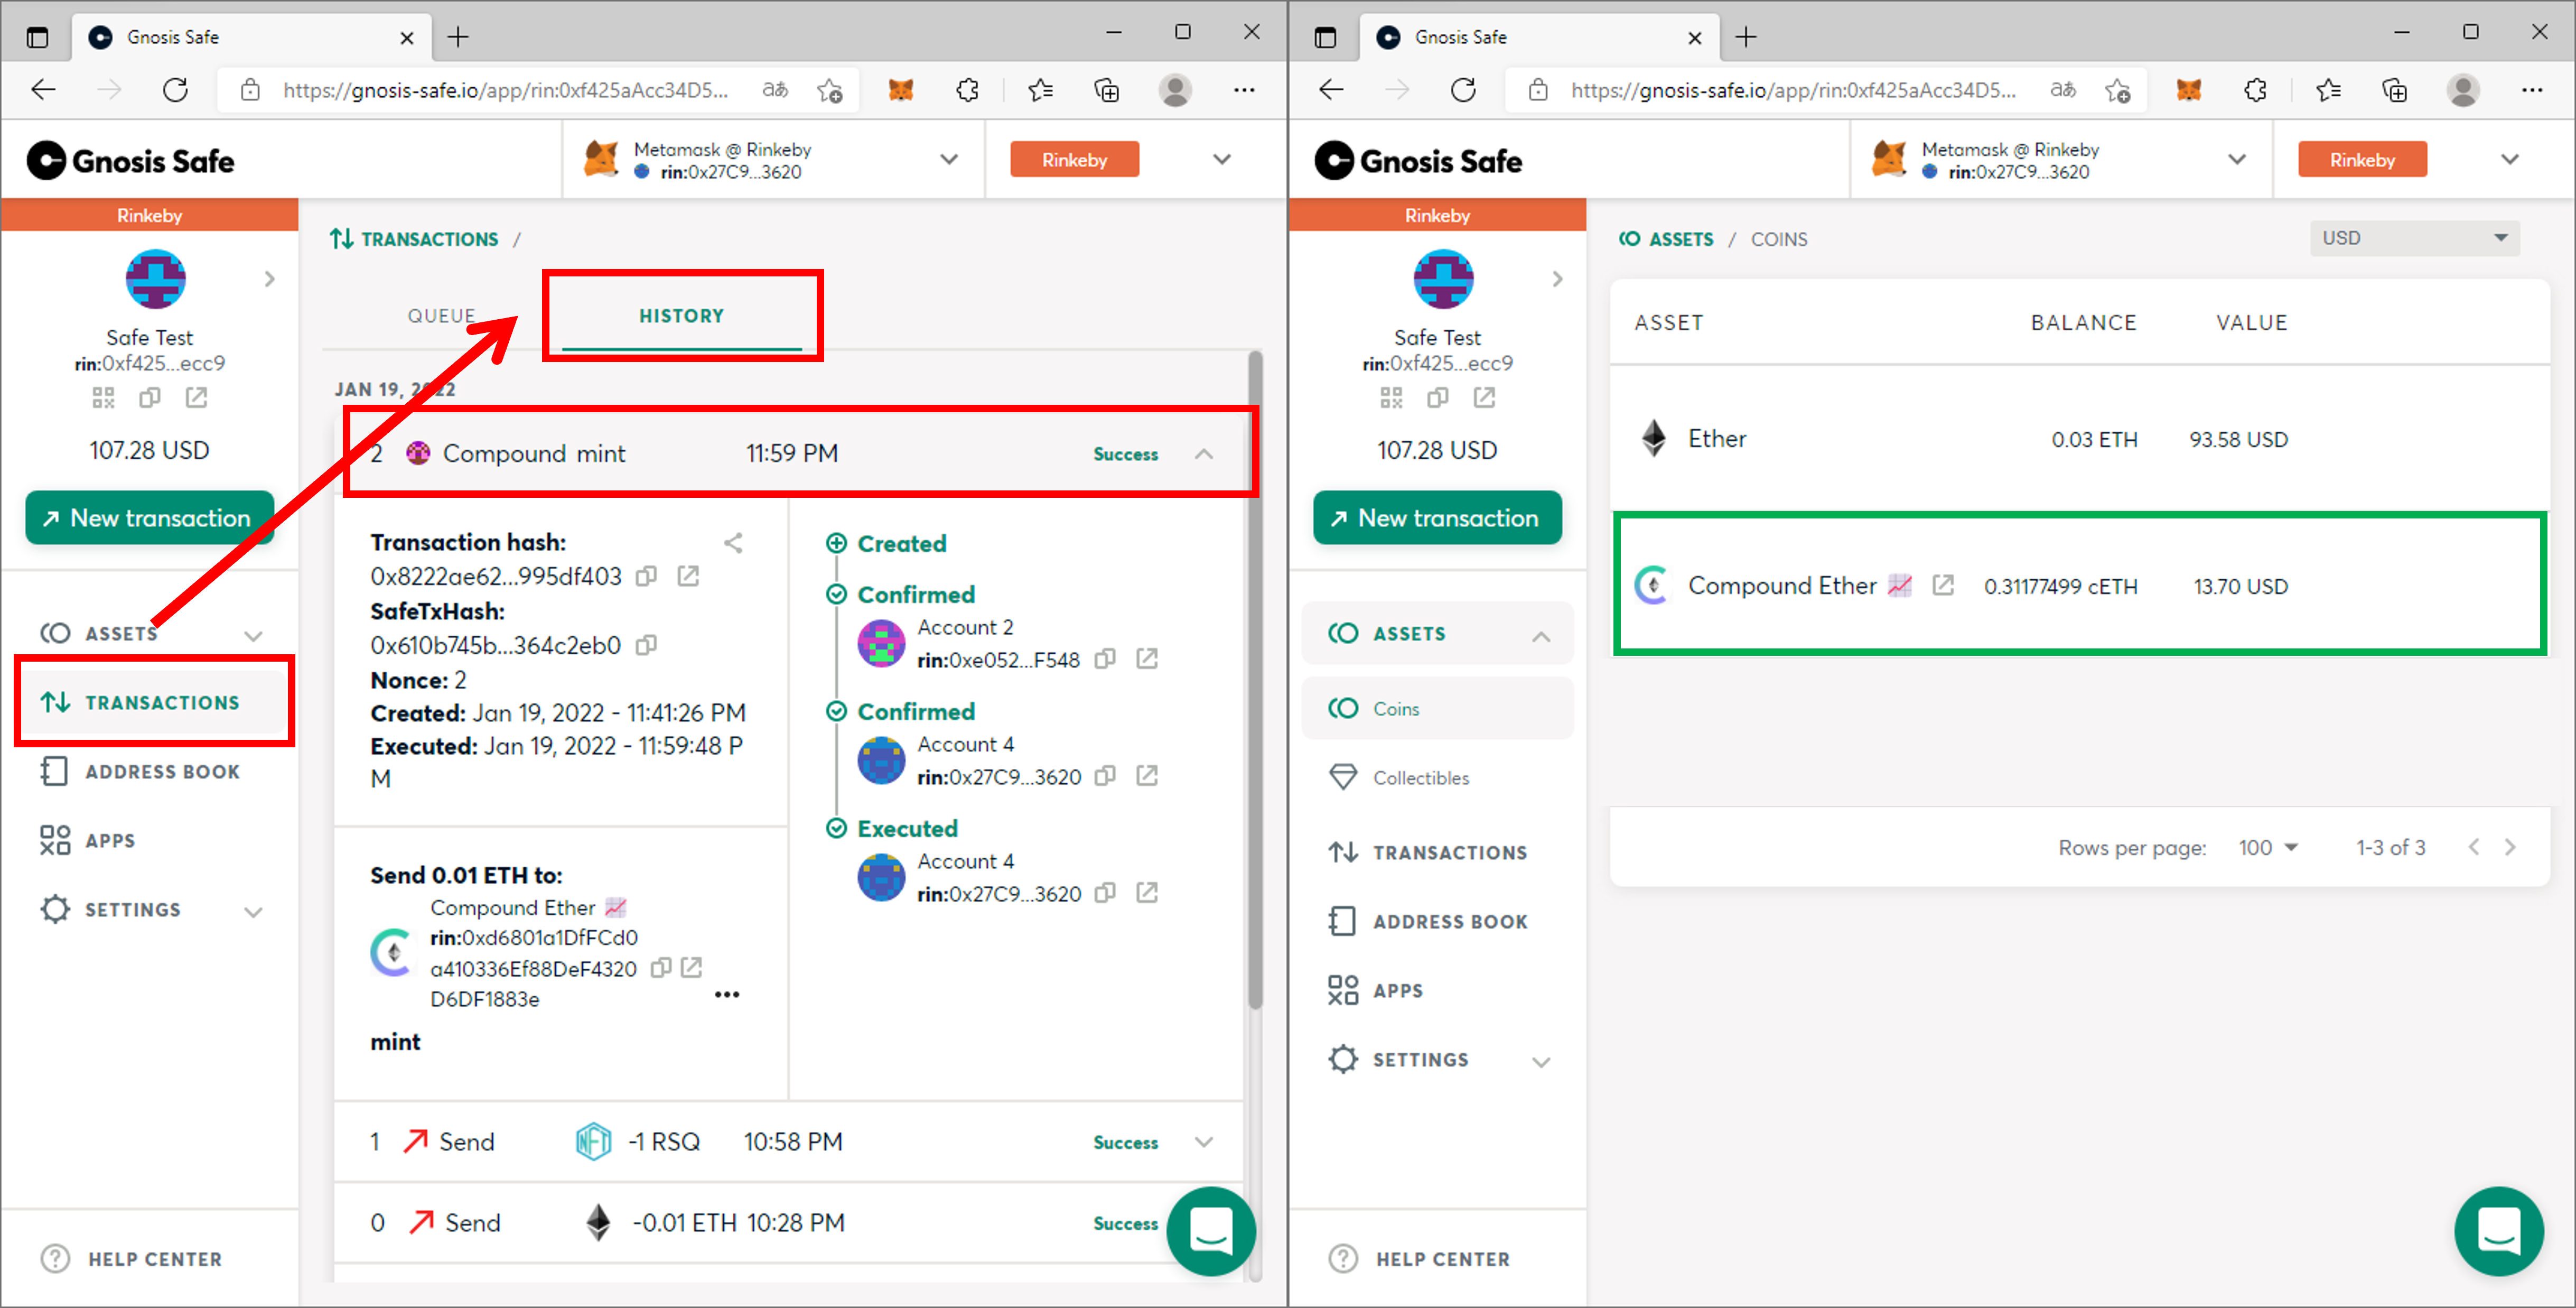 Gnosis Safe
https://gnosis-safe.io/app/rin:0xf425aAcc34D5...
aあ
Gnosis Safe
Metamask @ Rinkeby
rin:0x27C9...3620
Rinkeby
Rinkeby
Safe Test
rin:0xf425...ecc9
107.28 USD
New transaction
ASSETS
TRANSACTIONS
ADDRESS BOOK
APPS
SETTINGS
HELP CENTER
TRANSACTIONS /
QUEUE
HISTORY
JAN 19, 2022
2 Compound mint 11:59 PM Success
Transaction hash:
0x8222ae62...995df403
SafeTxHash:
0x610b745b...364c2eb0
Nonce: 2
Created: Jan 19, 2022 - 11:41:26 PM
Executed: Jan 19, 2022 - 11:59:48 P
M
Created
Confirmed
Account 2
rin:0xe052...F548
Confirmed
Account 4
rin:0x27C9...3620
Executed
Account 4
rin:0x27C9...3620
Send 0.01 ETH to:
Compound Ether
rin:0xd6801a1DfFCd0
a410336Ef88DeF4320
D6DF1883e
mint
1 Send NFT -1 RSQ 10:58 PM Success
0 Send -0.01 ETH 10:28 PM Success
Gnosis Safe
https://gnosis-safe.io/app/rin:0xf425aAcc34D5...
aあ
Gnosis Safe
Metamask @ Rinkeby
rin:0x27C9...3620
Rinkeby
Rinkeby
Safe Test
rin:0xf425...ecc9
107.28 USD
New transaction
ASSETS
Coins
Collectibles
TRANSACTIONS
ADDRESS BOOK
APPS
SETTINGS
HELP CENTER
ASSETS / COINS
USD
ASSET BALANCE VALUE
Ether 0.03 ETH 93.58 USD
Compound Ether 0.31177499 cETH 13.70 USD
Rows per page: 100 1-3 of 3